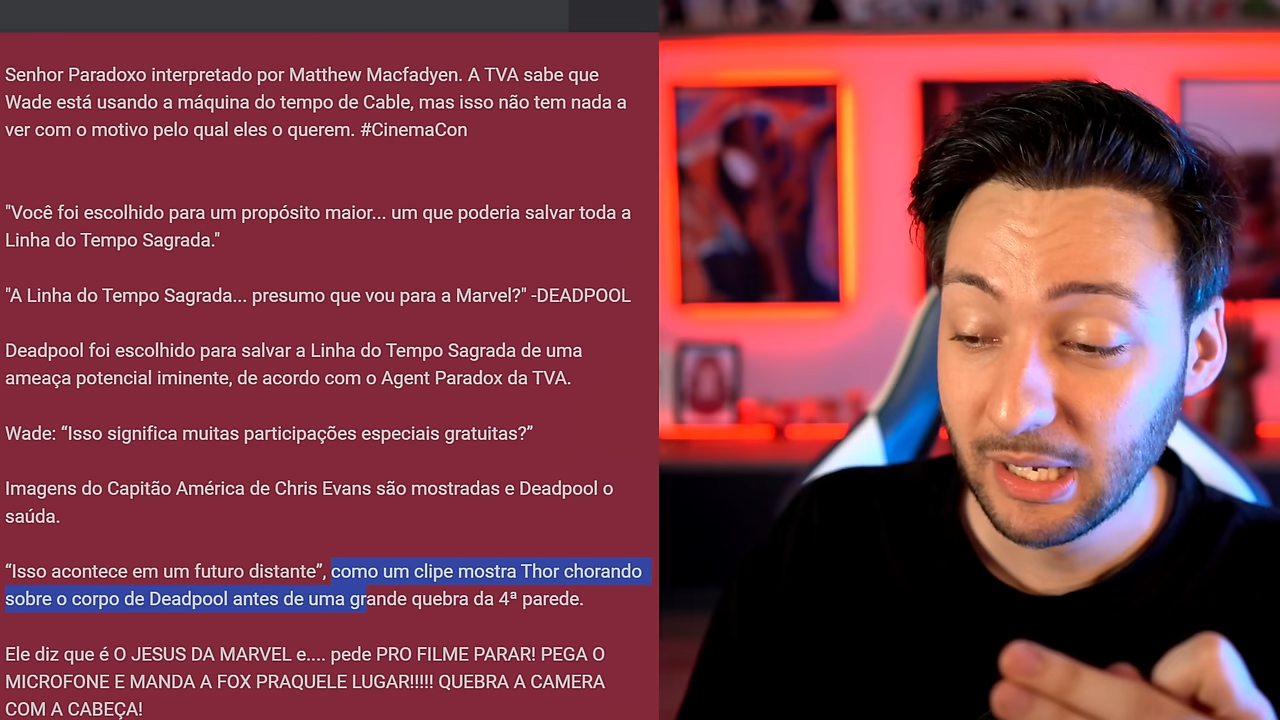 Senhor Paradoxo interpretado por Matthew Macfadyen. A TVA sabe que
Wade está usando a máquina do tempo de Cable, mas isso não tem nada a
ver com o motivo pelo qual eles o querem. #CinemaCon
"Você foi escolhido para um propósito maior... um que poderia salvar toda a
Linha do Tempo Sagrada."
"A Linha do Tempo Sagrada... presumo que vou para a Marvel?" -DEADPOOL
Deadpool foi escolhido para salvar a Linha do Tempo Sagrada de uma
ameaça potencial iminente, de acordo com o Agent Paradox da TVA.
Wade: “Isso significa muitas participações especiais gratuitas?”
Imagens do Capitão América de Chris Evans são mostradas e Deadpool o
saúda.
“Isso acontece em um futuro distante”, como um clipe mostra Thor chorando
sobre o corpo de Deadpool antes de uma grande quebra da 4ª parede.
Ele diz que é O JESUS DA MARVEL e.... pede PRO FILME PARAR! PEGA O
MICROFONE E MANDA A FOX PRAQUELE LUGAR!!!!! QUEBRA A CAMERA
COM A CABEÇA!